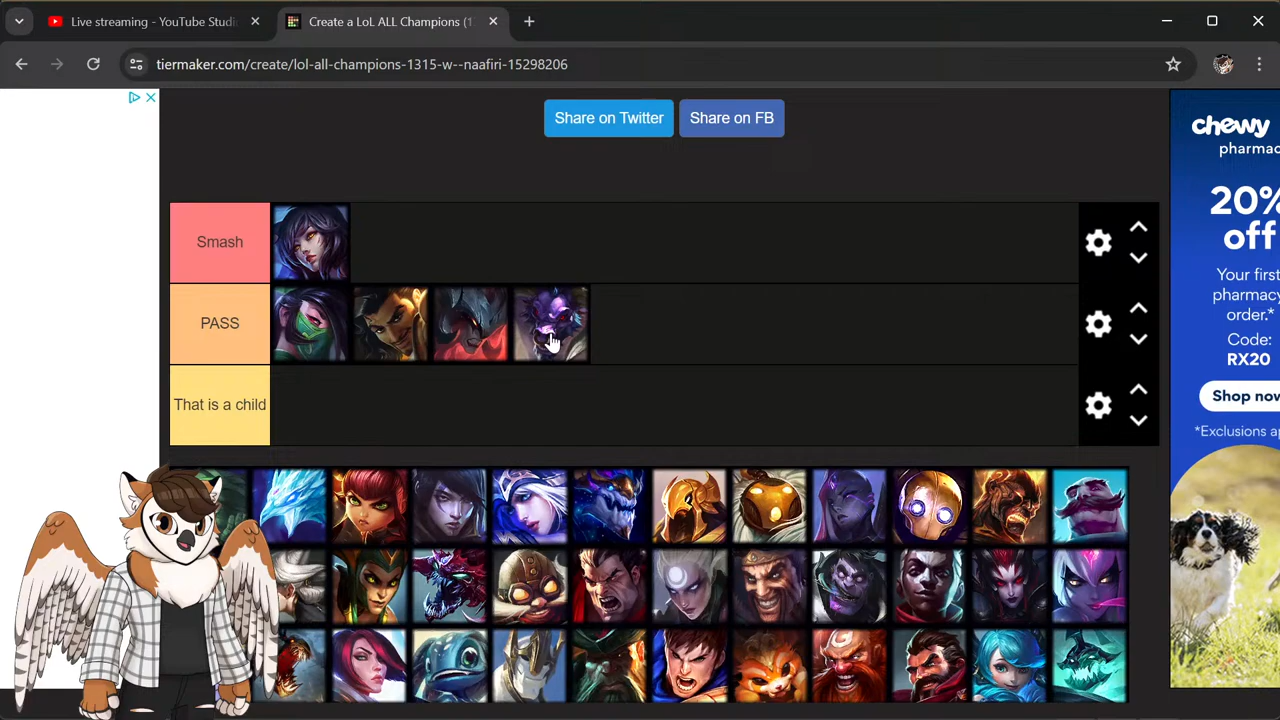 Live streaming - YouTube Studi
Create a LoL ALL Champions (1
tiermaker.com/create/lol-all-champions-1315-w--naafiri-15298206
Share on Twitter
Share on FB
Smash
PASS
That is a child
chewy
pharmac
20%
off
Your first
pharmacy
order.*
Code:
RX20
Shop now
*Exclusions ap